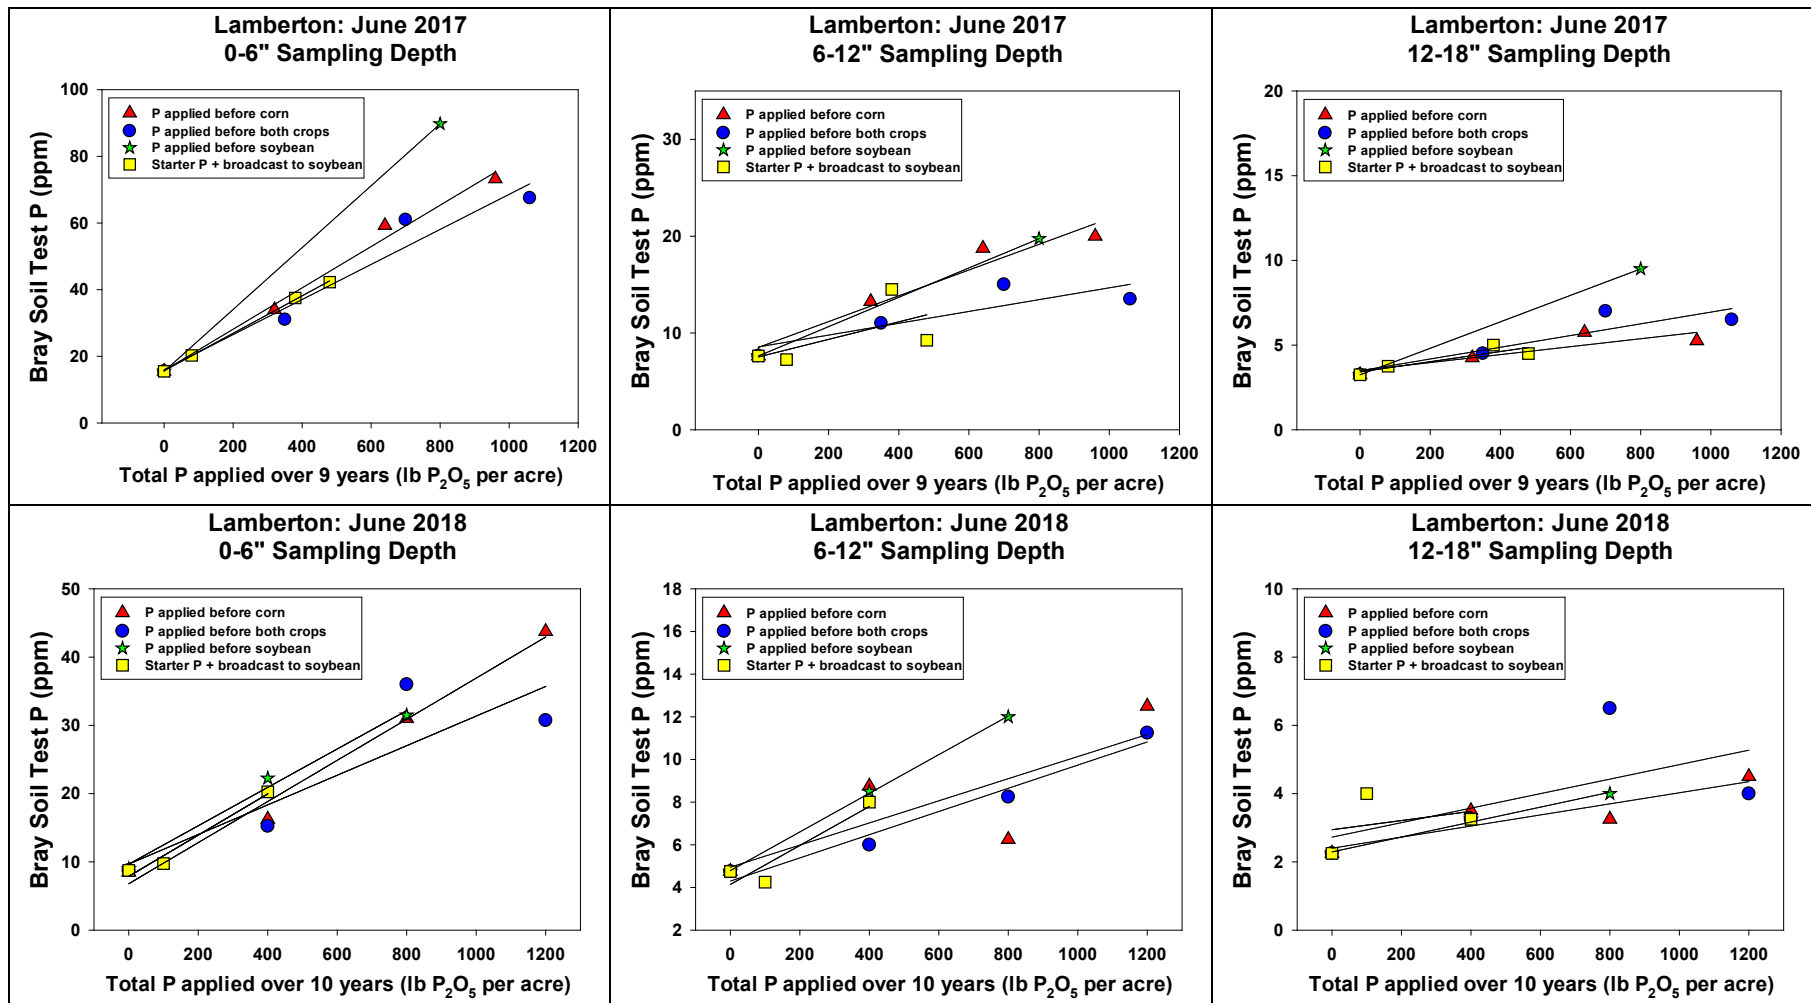 Lamberton: June 2017
0-6" Sampling Depth
Bray Soil Test P (ppm)
100
80
60
40
20
0
P applied before corn
P applied before both crops
P applied before soybean
Starter P + broadcast to soybean
0 200 400 600 800 1000 1200
Total P applied over 9 years (lb P₂O₅ per acre)
Lamberton: June 2017
6-12" Sampling Depth
Bray Soil Test P (ppm)
30
20
10
0
P applied before corn
P applied before both crops
P applied before soybean
Starter P + broadcast to soybean
0 200 400 600 800 1000 1200
Total P applied over 9 years (lb P₂O₅ per acre)
Lamberton: June 2017
12-18" Sampling Depth
Bray Soil Test P (ppm)
20
15
10
5
0
P applied before corn
P applied before both crops
P applied before soybean
Starter P + broadcast to soybean
0 200 400 600 800 1000 1200
Total P applied over 9 years (lb P₂O₅ per acre)
Lamberton: June 2018
0-6" Sampling Depth
Bray Soil Test P (ppm)
50
40
30
20
10
0
P applied before corn
P applied before both crops
P applied before soybean
Starter P + broadcast to soybean
0 200 400 600 800 1000 1200
Total P applied over 10 years (lb P₂O₅ per acre)
Lamberton: June 2018
6-12" Sampling Depth
Bray Soil Test P (ppm)
18
16
14
12
10
8
6
4
2
P applied before corn
P applied before both crops
P applied before soybean
Starter P + broadcast to soybean
0 200 400 600 800 1000 1200
Total P applied over 10 years (lb P₂O₅ per acre)
Lamberton: June 2018
12-18" Sampling Depth
Bray Soil Test P (ppm)
10
8
6
4
2
0
P applied before corn
P applied before both crops
P applied before soybean
Starter P + broadcast to soybean
0 200 400 600 800 1000 1200
Total P applied over 10 years (lb P₂O₅ per acre)